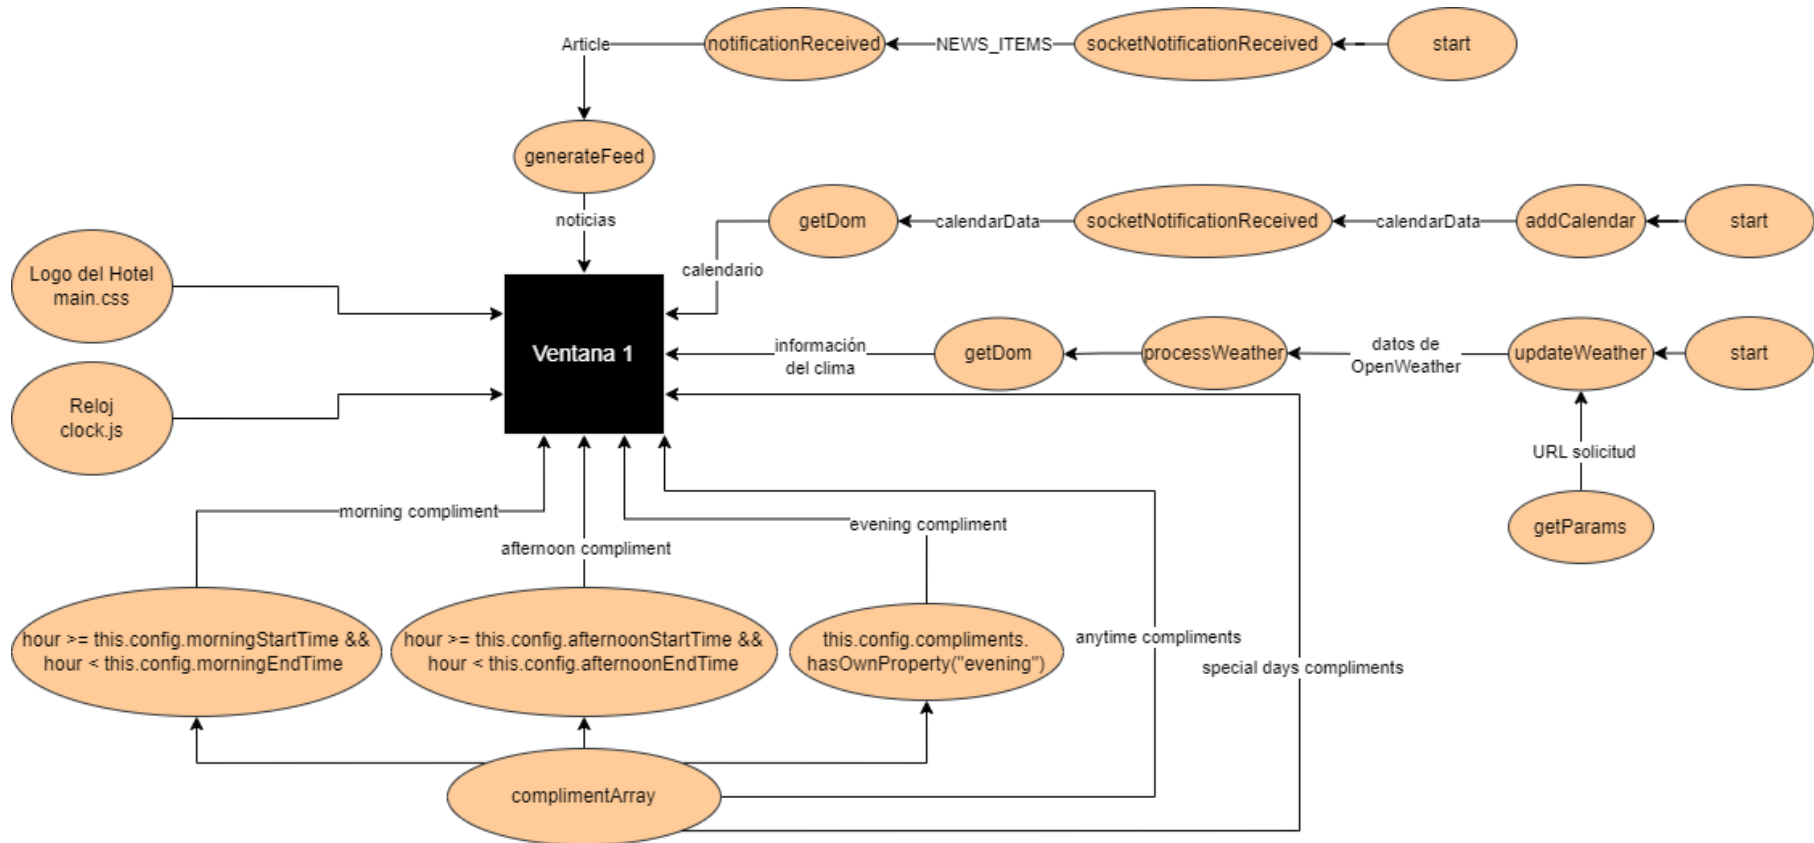 Article
notificationReceived
NEWS_ITEMS
socketNotificationReceived
start
generateFeed
noticias
getDom
calendarData
socketNotificationReceived
calendarData
addCalendar
start
calendario
Logo del Hotel
main.css
Ventana 1
información
del clima
getDom
processWeather
datos de
OpenWeather
updateWeather
start
Reloj
clock.js
URL solicitud
getParams
morning compliment
afternoon compliment
evening compliment
hour >= this.config.morningStartTime &&
hour < this.config.morningEndTime
hour >= this.config.afternoonStartTime &&
hour < this.config.afternoonEndTime
this.config.compliments.
hasOwnProperty("evening")
anytime compliments
special days compliments
complimentArray